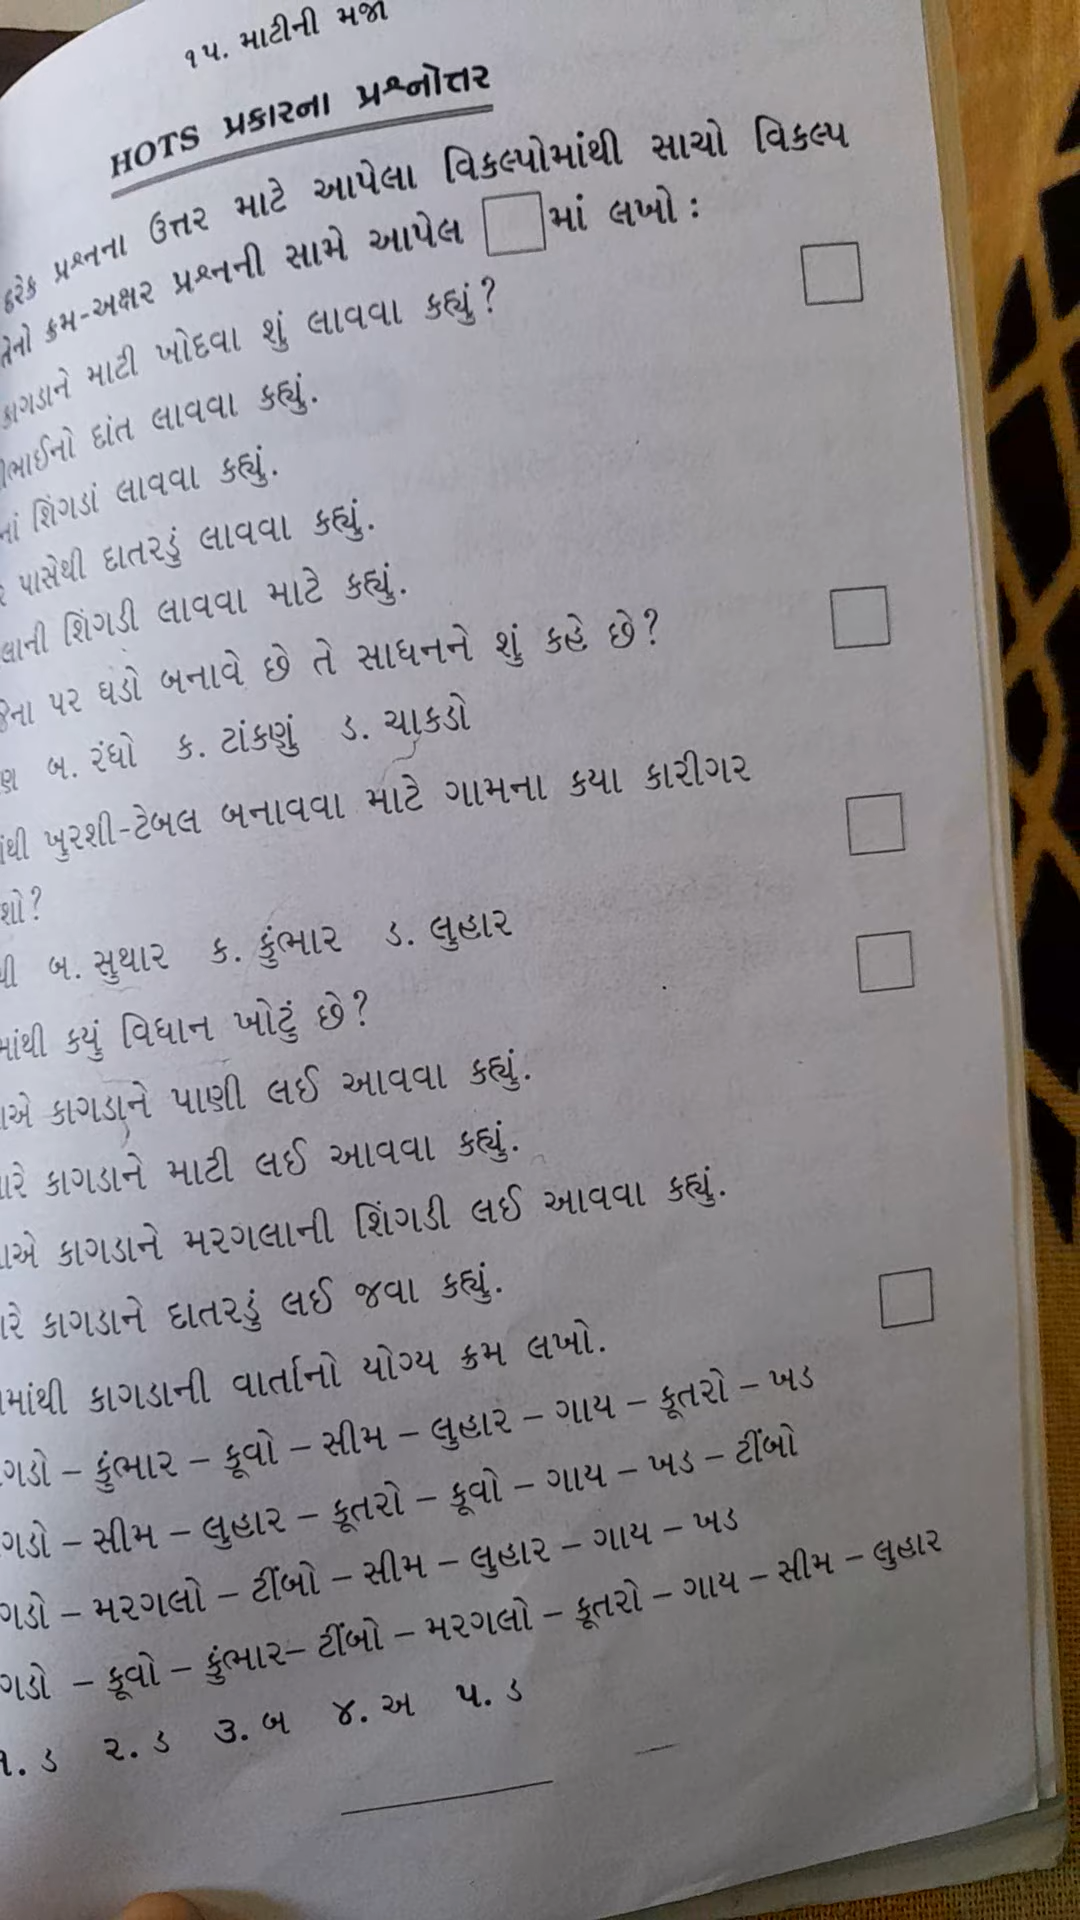 ૧૫. માટીની મજા
HOTS પ્રકારના પ્રશ્નોત્તર
દરેક પ્રશ્નના ઉત્તર માટે આપેલા વિકલ્પોમાંથી સાચો વિકલ્પ
તેનો ક્રમ-અક્ષર પ્રશ્નની સામે આપેલ માં લખો :
કાગડાને માટી ખોદવા શું લાવવા કહ્યું?
ભાઈનો દાંત લાવવા કહ્યું.
નાં શિંગડાં લાવવા કહ્યું.
પાસેથી દાતરડું લાવવા કહ્યું.
લાની શિંગડી લાવવા માટે કહ્યું.
જેના પર ઘડો બનાવે છે તે સાધનને શું કહે છે?
ણ બ. રંધો ક. ટાંકણું ડ. ચાકડો
ંથી ખુરશી-ટેબલ બનાવવા માટે ગામના કયા કારીગર
શો?
બ. સુથાર ક. કુંભાર ડ. લુહાર
માંથી કયું વિધાન ખોટું છે?
ાએ કાગડાને પાણી લઈ આવવા કહ્યું.
ારે કાગડાને માટી લઈ આવવા કહ્યું.
ાએ કાગડાને મરગલાની શિંગડી લઈ આવવા કહ્યું.
રે કાગડાને દાતરડું લઈ જવા કહ્યું.
માંથી કાગડાની વાર્તાનો યોગ્ય ક્રમ લખો.
ગડો – કુંભાર – કૂવો – સીમ – લુહાર – ગાય – કૂતરો – ખડ
ગડો – સીમ – લુહાર – કૂતરો – કૂવો – ગાય – ખડ – ટીંબો
ગડો – મરગલો – ટીંબો – સીમ – લુહાર – ગાય – ખડ
ગડો – કૂવો – કુંભાર– ટીંબો – મરગલો – કૂતરો – ગાય – સીમ – લુહાર
૧. ડ ૨. ડ ૩. બ ૪. અ ૫. ડ